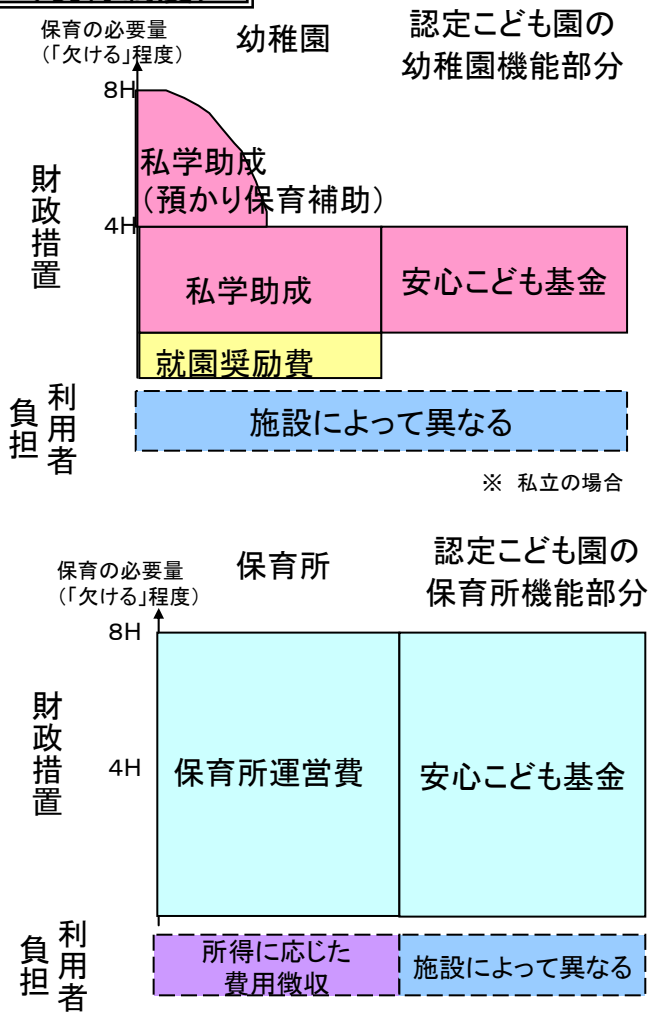 保育の必要量
(「欠ける」程度)
幼稚園
認定こども園の
幼稚園機能部分
8H
私学助成
(預かり保育補助)
財政措置
4H
私学助成
安心こども基金
就園奨励費
利用者
負担
施設によって異なる
※ 私立の場合
保育の必要量
(「欠ける」程度)
保育所
認定こども園の
保育所機能部分
8H
財政措置
4H
保育所運営費
安心こども基金
利用者
負担
所得に応じた
費用徴収
施設によって異なる